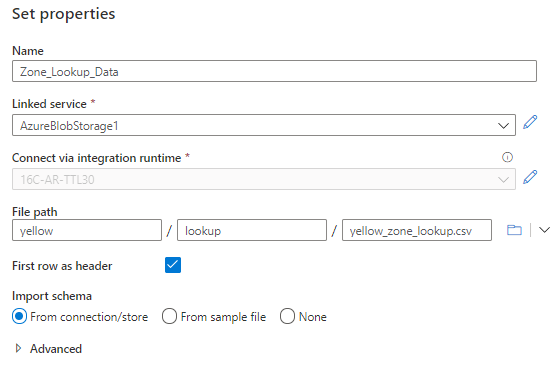 Set properties
Name
Zone_Lookup_Data
Linked service *
AzureBlobStorage1
Connect via integration runtime *
16C-AR-TTL30
File path
yellow / lookup / yellow_zone_lookup.csv
First row as header
Import schema
From connection/store From sample file None
Advanced